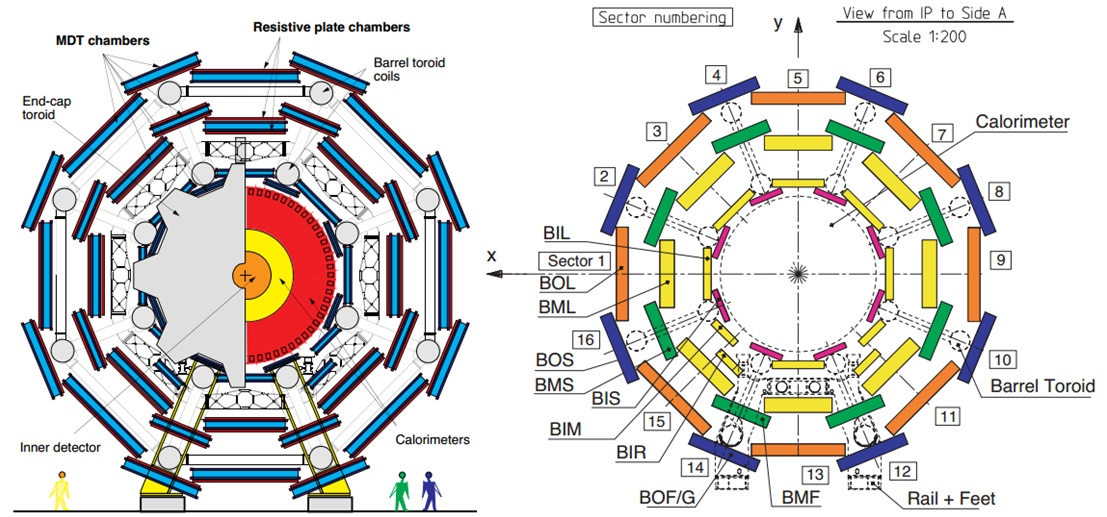 MDT chambers
Resistive plate chambers
Barrel toroid
coils
End-cap
toroid
Inner detector
Calorimeters
Sector numbering
y
View from IP to Side A
Scale 1:200
4
5
6
3
7
Calorimeter
2
8
BIL
x
Sector 1
9
BOL
BML
16
10
BOS
Barrel Toroid
BMS
BIS
15
11
BIM
BIR
14
13
12
BOF/G
BMF
Rail + Feet